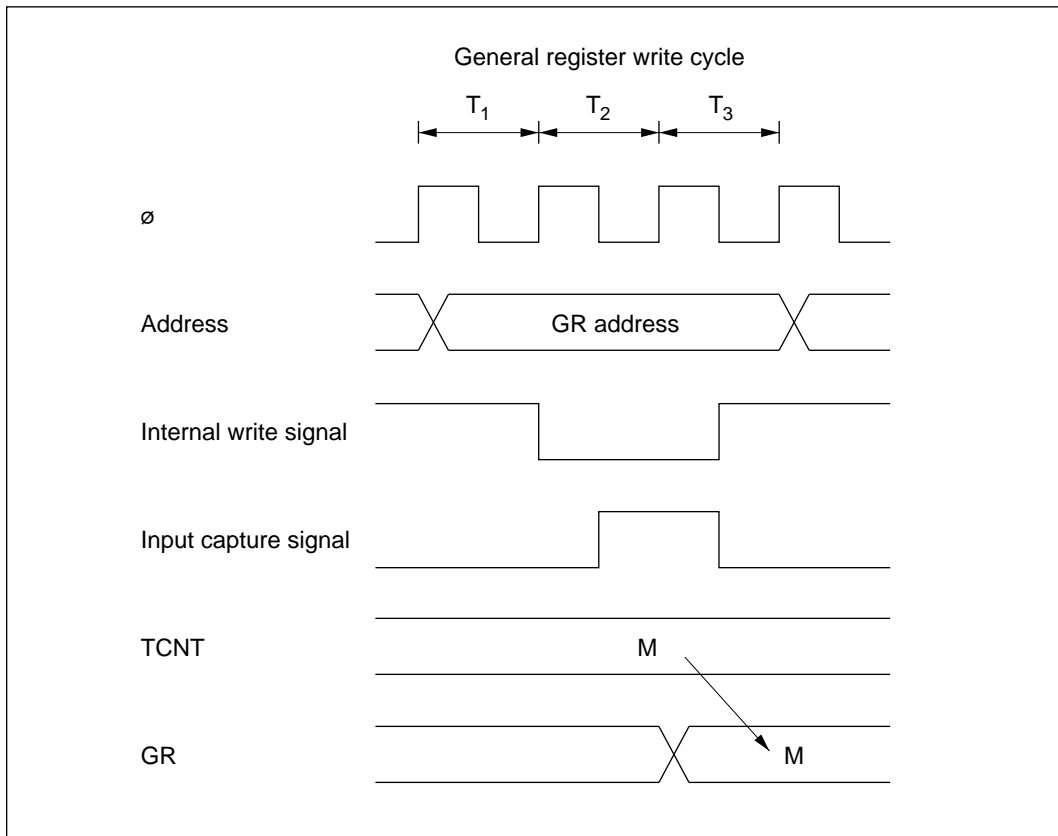 General register write cycle
T1 T2 T3
ø
Address GR address
Internal write signal
Input capture signal
TCNT M
GR M